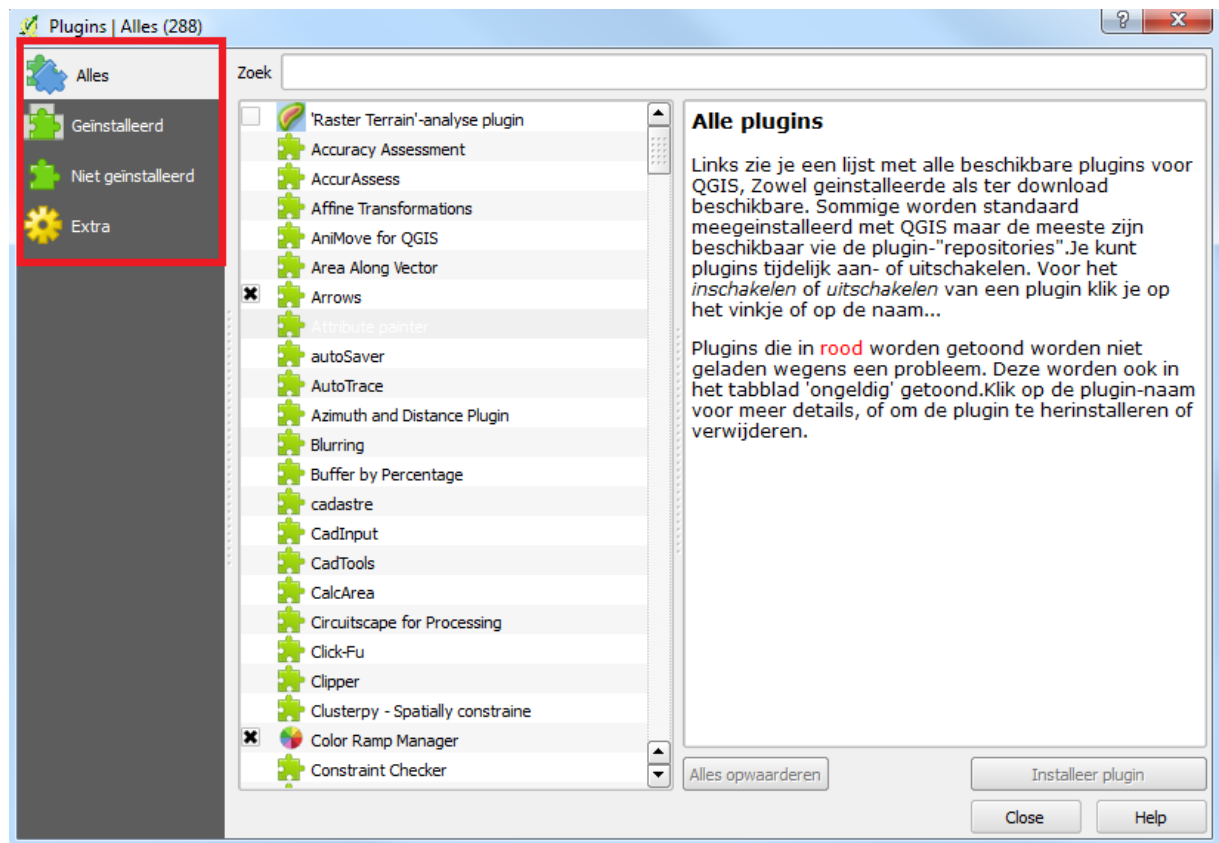 Plugins | Alles (288)
Alles
Geïnstalleerd
Niet geïnstalleerd
Extra
Zoek
'Raster Terrain'-analyse plugin
Accuracy Assessment
AccurAssess
Affine Transformations
AniMove for QGIS
Area Along Vector
Arrows
Attribute painter
autoSaver
AutoTrace
Azimuth and Distance Plugin
Blurring
Buffer by Percentage
cadastre
CadInput
CadTools
CalcArea
Circuitscape for Processing
Click-Fu
Clipper
Clusterpy - Spatially constraine
Color Ramp Manager
Constraint Checker
Alle plugins
Links zie je een lijst met alle beschikbare plugins voor
QGIS, Zowel geinstalleerde als ter download
beschikbare. Sommige worden standaard
meegeinstalleerd met QGIS maar de meeste zijn
beschikbaar vie de plugin-"repositories".Je kunt
plugins tijdelijk aan- of uitschakelen. Voor het
inschakelen of uitschakelen van een plugin klik je op
het vinkje of op de naam...
Plugins die in rood worden getoond worden niet
geladen wegens een probleem. Deze worden ook in
het tabblad 'ongeldig' getoond.Klik op de plugin-naam
voor meer details, of om de plugin te herinstalleren of
verwijderen.
Alles opwaarderen
Installeer plugin
Close
Help